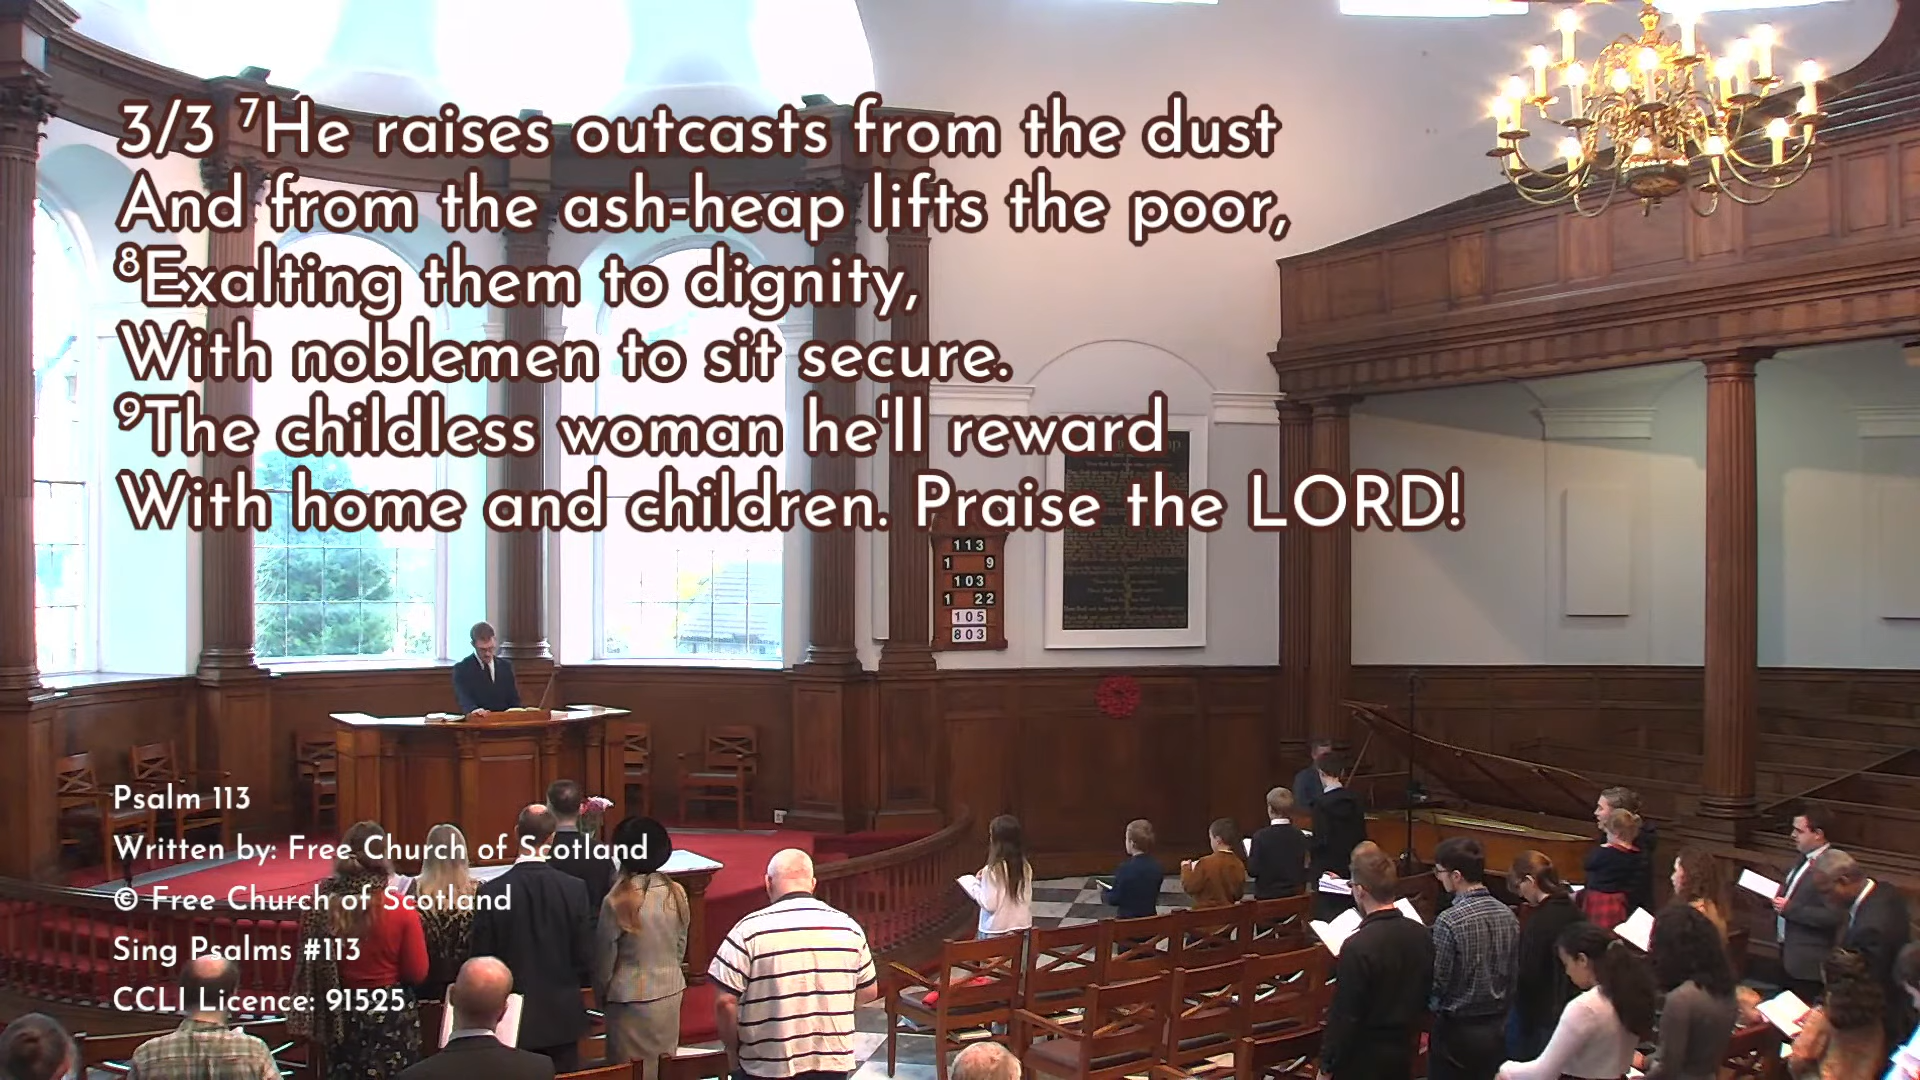 3/3 ⁷He raises outcasts from the dust
And from the ash-heap lifts the poor,
⁸Exalting them to dignity,
With noblemen to sit secure.
⁹The childless woman he'll reward
With home and children. Praise the LORD!
113
1 9
103
1 22
105
803
Psalm 113
Written by: Free Church of Scotland
© Free Church of Scotland
Sing Psalms #113
CCLI Licence: 91525